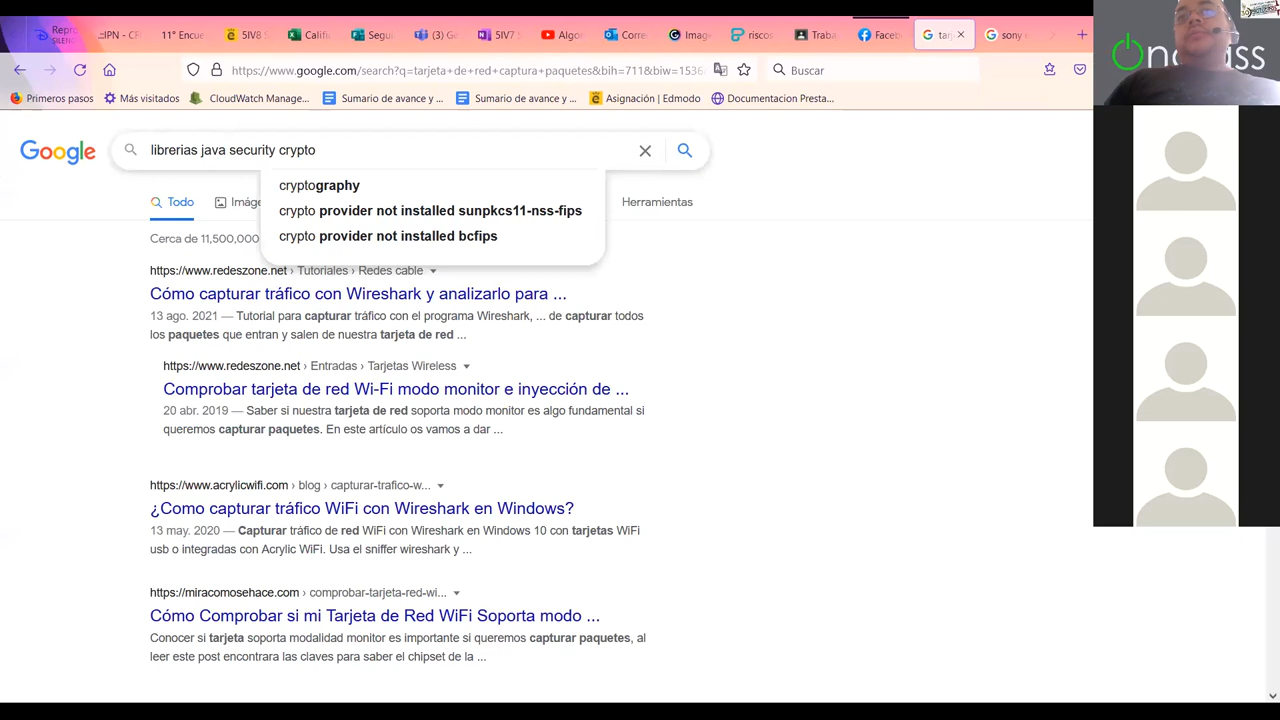 Repro
SILENC
IPN - CF
11° Encue
5IV8
Calif
Segu
(3) G
5IV7
Algo
Corre
Image
riscos
Traba
Faceb
tarj
sony
https://www.google.com/search?q=tarjeta+de+red+captura+paquetes&bih=711&biw=1536
Buscar
Primeros pasos
Más visitados
CloudWatch Manage...
Sumario de avance y ...
Sumario de avance y ...
Asignación | Edmodo
Documentacion Presta...
Google
librerias java security crypto
cryptography
crypto provider not installed sunpkcs11-nss-fips
crypto provider not installed bcfips
Todo
Imáge
Herramientas
Cerca de 11,500,000
https://www.redeszone.net › Tutoriales › Redes cable
Cómo capturar tráfico con Wireshark y analizarlo para ...
13 ago. 2021 — Tutorial para capturar tráfico con el programa Wireshark, ... de capturar todos
los paquetes que entran y salen de nuestra tarjeta de red ...
https://www.redeszone.net › Entradas › Tarjetas Wireless
Comprobar tarjeta de red Wi-Fi modo monitor e inyección de ...
20 abr. 2019 — Saber si nuestra tarjeta de red soporta modo monitor es algo fundamental si
queremos capturar paquetes. En este artículo os vamos a dar ...
https://www.acrylicwifi.com › blog › capturar-trafico-w...
¿Como capturar tráfico WiFi con Wireshark en Windows?
13 may. 2020 — Capturar tráfico de red WiFi con Wireshark en Windows 10 con tarjetas WiFi
usb o integradas con Acrylic WiFi. Usa el sniffer wireshark y ...
https://miracomosehace.com › comprobar-tarjeta-red-wi...
Cómo Comprobar si mi Tarjeta de Red WiFi Soporta modo ...
Conocer si tarjeta soporta modalidad monitor es importante si queremos capturar paquetes, al
leer este post encontrara las claves para saber el chipset de la ...